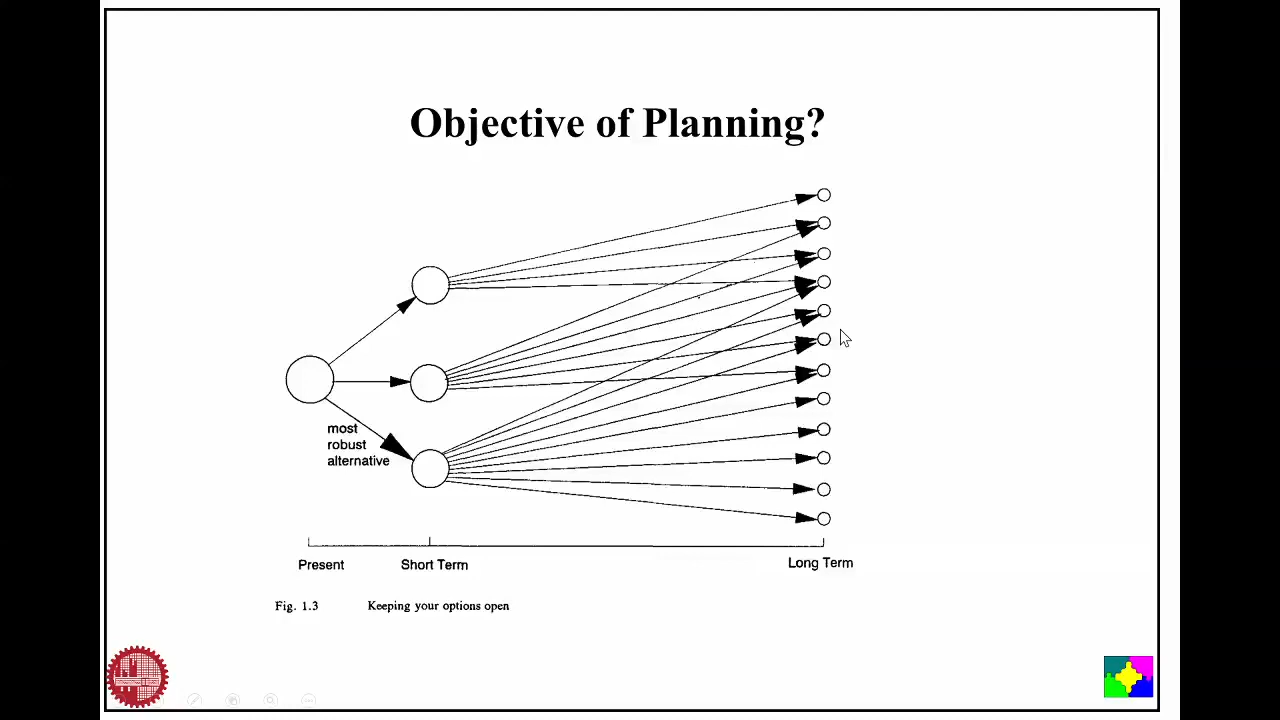 Objective of Planning?
most
robust
alternative
Present
Short Term
Long Term
Fig. 1.3 Keeping your options open